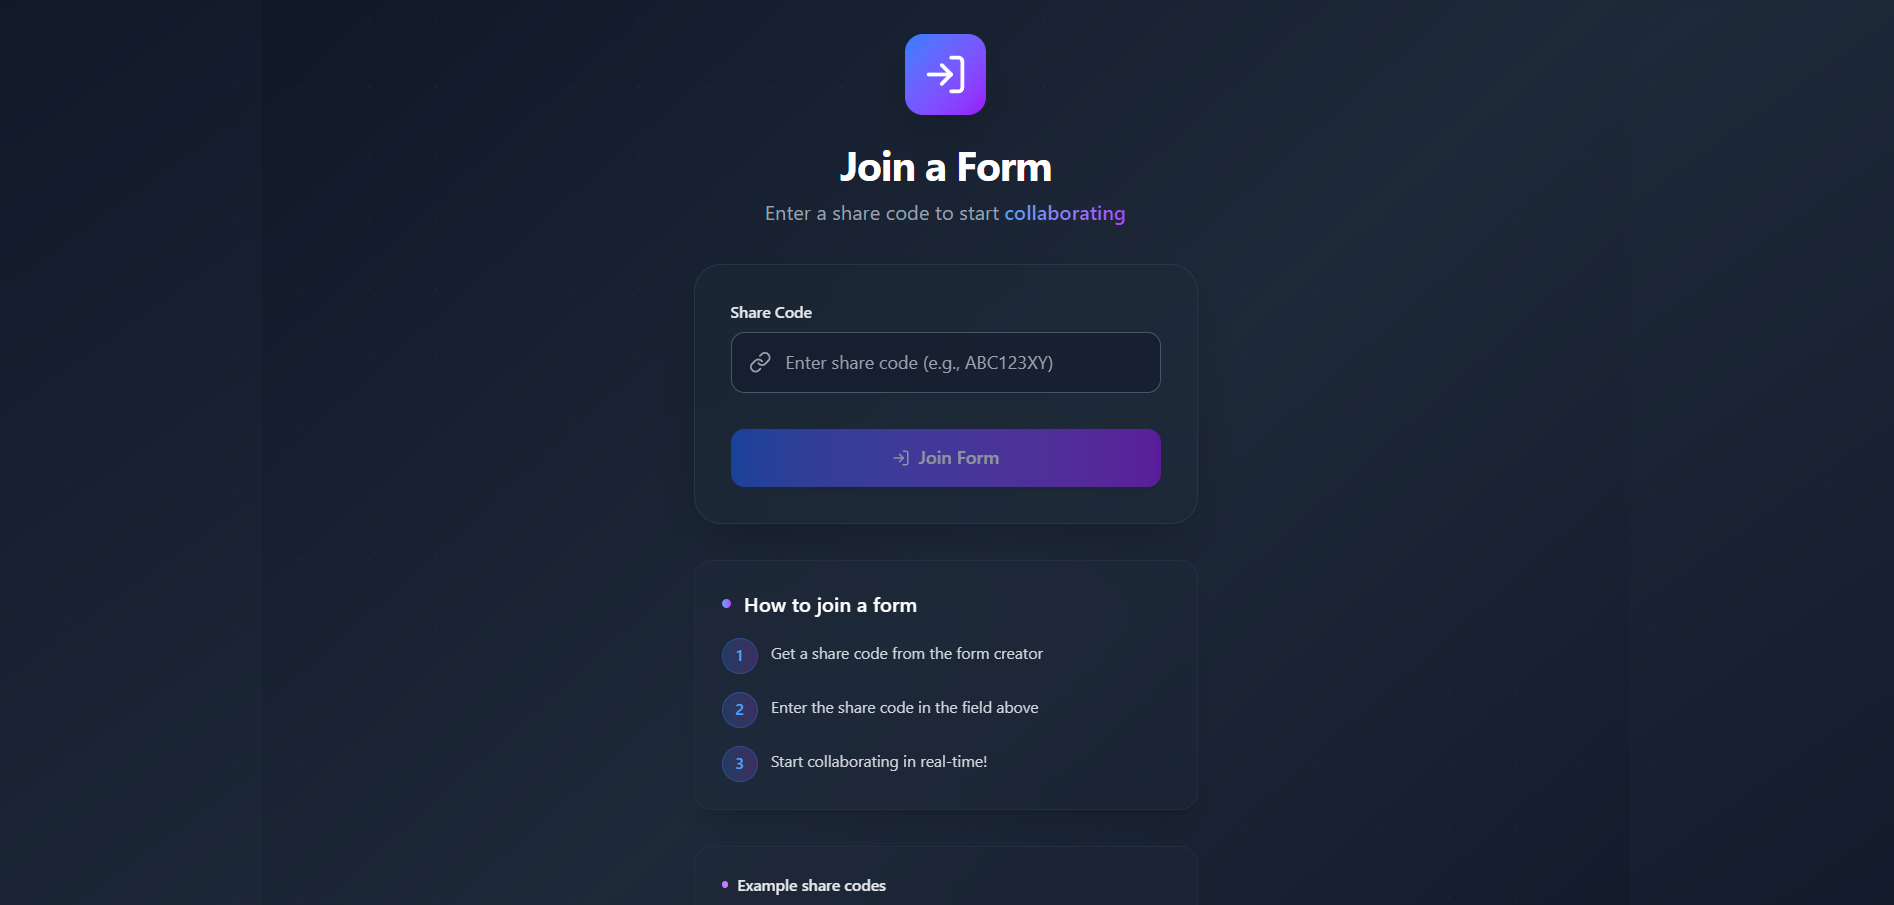 Join a Form
Enter a share code to start collaborating
Share Code
Enter share code (e.g., ABC123XY)
Join Form
How to join a form
1 Get a share code from the form creator
2 Enter the share code in the field above
3 Start collaborating in real-time!
Example share codes